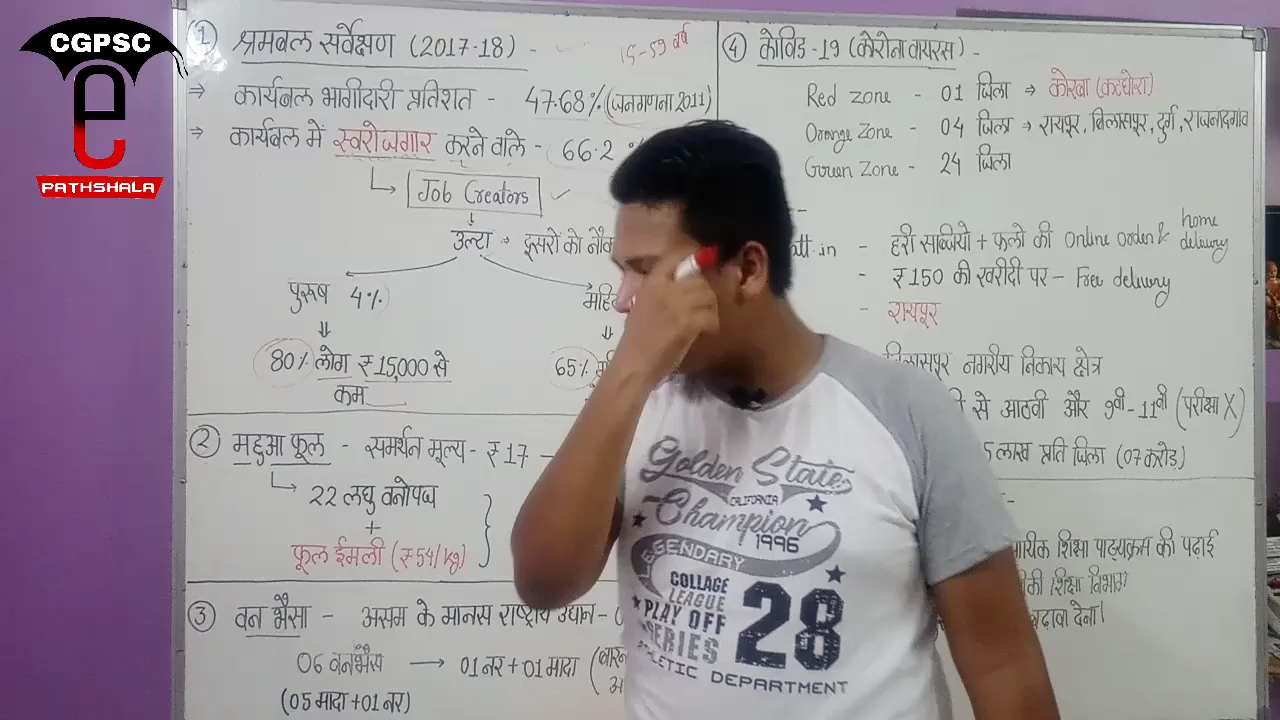 CGPSC
e
PATHSHALA
① श्रमबल सर्वेक्षण (2017-18) -
15-59 वर्ष
→ कार्यबल भागीदारी प्रतिशत - 47.68% (जनगणना 2011)
→ कार्यबल में स्वरोजगार करने वाले - 66.2
Job Creators
उल्टा → दूसरों को
पुरूष 4%
80% लोग ₹15,000 से
कम
65%
② महुआ फूल - समर्थन मूल्य - ₹17 -
22 लघु वनोपज
+
फूल ईमली (₹54/kg)
③ वन भैंसा - असम के मानस राष्ट्रीय उद्यान -
06 वनभैंस → 01 नर + 01 मादा
(05 मादा + 01 नर)
④ कोविड-19 (कोरोना वायरस) -
Red Zone - 01 जिला → कोरबा (कटघोरा)
Orange Zone - 04 जिला → रायपुर, बिलासपुर, दुर्ग, राजनांदगांव
Green Zone - 24 जिला
att.in - हरी सब्जियों + फलों की Online order & home delivery
- ₹150 की खरीदी पर - Free delivery
- रायपुर
बिलासपुर नगरीय निकाय क्षेत्र
से आठवी और 9वी - 11वी (परीक्षा X)
लाख प्रति जिला (07 करोड़)
शिक्षा पाठ्यक्रम की पढ़ाई
शिक्षा विभाग
बढ़ावा देना।
Golden State
CALIFORNIA
Champion
1996
LEGENDARY
COLLAGE
LEAGUE
PLAY OFF
SERIES
28
ATHLETIC DEPARTMENT